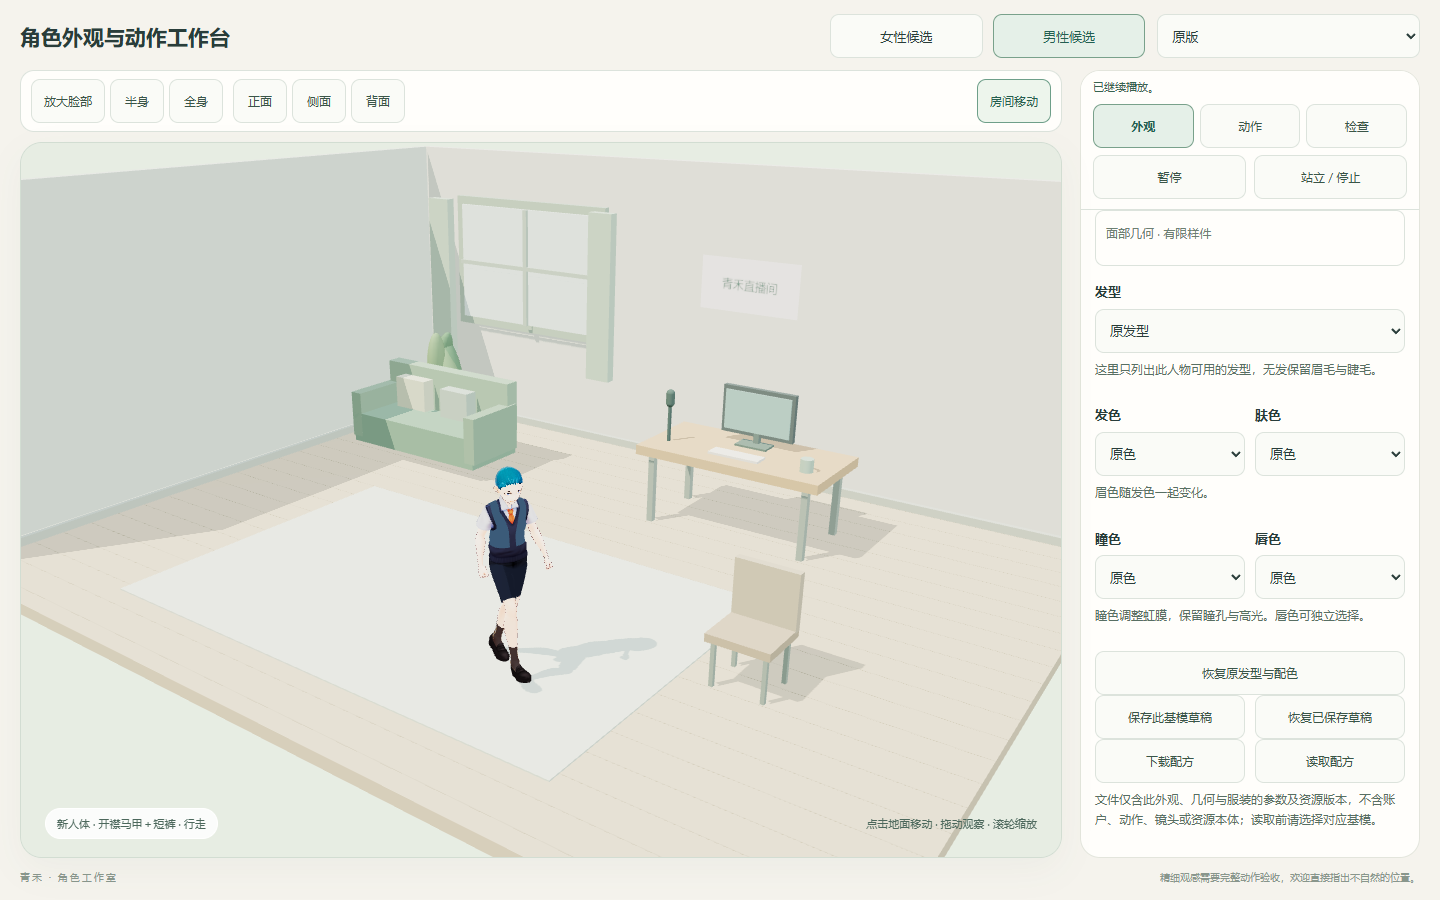 角色外观与动作工作台
女性候选
男性候选
原版
放大脸部
半身
全身
正面
侧面
背面
房间移动
已继续播放。
外观
动作
检查
暂停
站立 / 停止
面部几何 · 有限样件
发型
原发型
这里只列出此人物可用的发型，无发保留眉毛与睫毛。
发色
肤色
原色
原色
眉色随发色一起变化。
瞳色
唇色
原色
原色
瞳色调整虹膜，保留瞳孔与高光。唇色可独立选择。
恢复原发型与配色
保存此基模草稿
恢复已保存草稿
下载配方
读取配方
文件仅含此外观、几何与服装的参数及资源版本，不含账
户、动作、镜头或资源本体；读取前请选择对应基模。
青禾直播间
新人体 · 开襟马甲 + 短裤 · 行走
点击地面移动 · 拖动观察 · 滚轮缩放
青禾 · 角色工作室
精细观感需要完整动作验收，欢迎直接指出不自然的位置。